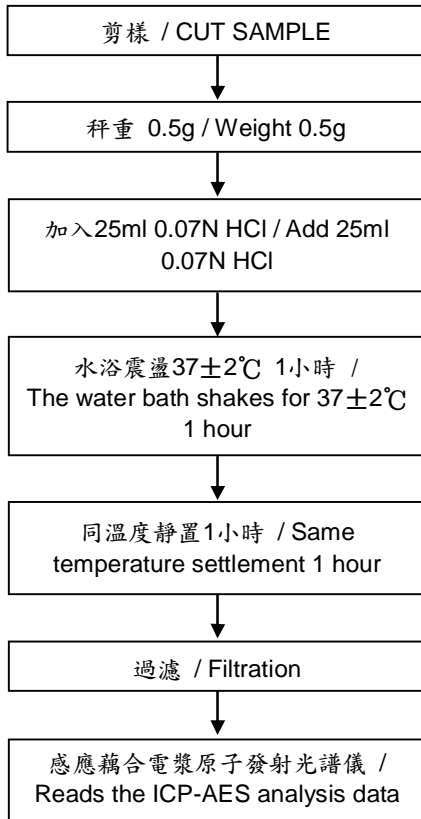 剪樣 / CUT SAMPLE
秤重 0.5g / Weight 0.5g
加入25ml 0.07N HCl / Add 25ml
0.07N HCl
水浴震盪37±2℃ 1小時 /
The water bath shakes for 37±2℃
1 hour
同溫度靜置1小時 / Same
temperature settlement 1 hour
過濾 / Filtration
感應藕合電漿原子發射光譜儀 /
Reads the ICP-AES analysis data